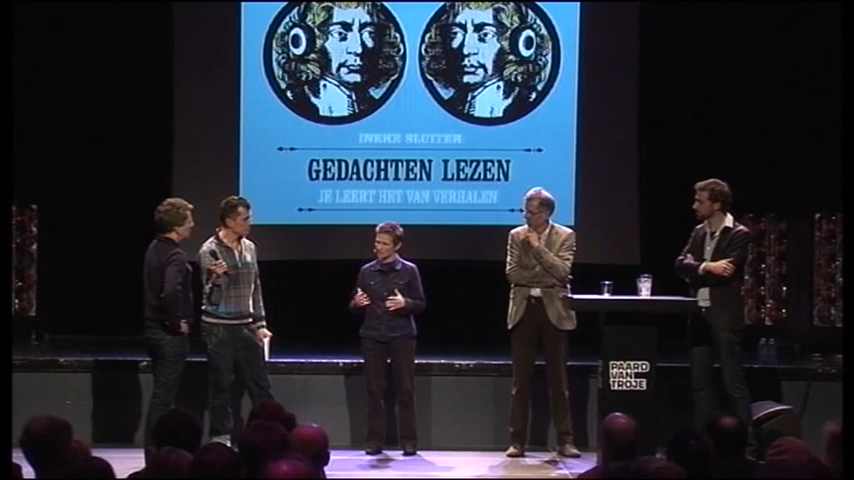 INEKE SLUITER
GEDACHTEN LEZEN
JE LEERT HET VAN VERHALEN
PAARD
VAN
TROJE